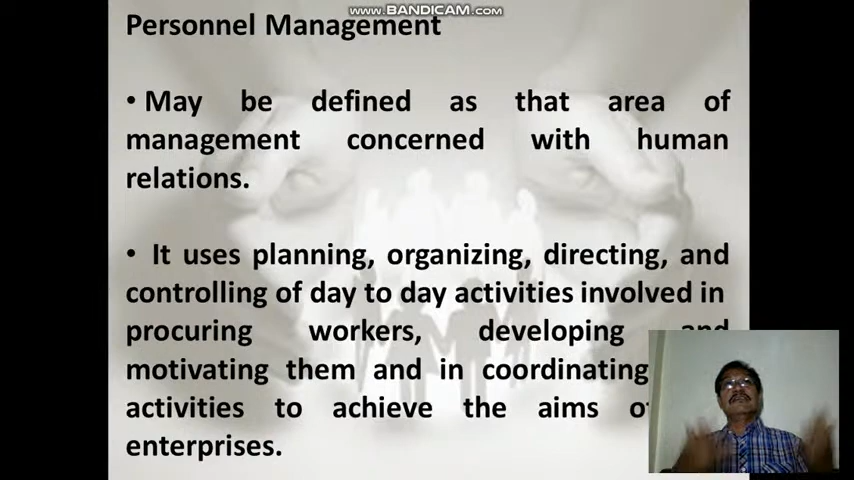 www.BANDICAM.com
Personnel Management
• May be defined as that area of
management concerned with human
relations.
• It uses planning, organizing, directing, and
controlling of day to day activities involved in
procuring workers, developing and
motivating them and in coordinating
activities to achieve the aims of
enterprises.